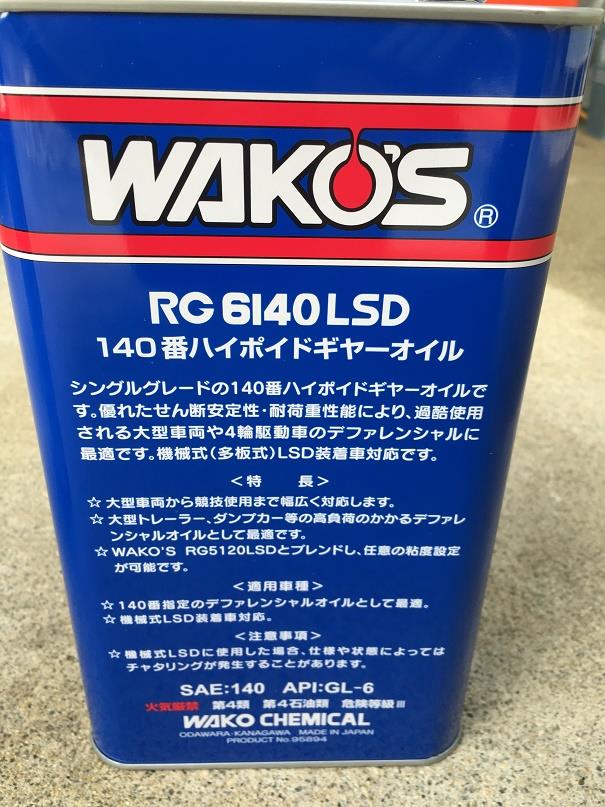 WAKO'S®
RG 6140 LSD
140番ハイポイドギヤーオイル
シングルグレードの140番ハイポイドギヤーオイルで
す。優れたせん断安定性・耐荷重性能により、過酷使用
される大型車両や4輪駆動車のデファレンシャルに
最適です。機械式(多板式)LSD装着車対応です。
<特　長>
☆大型車両から競技使用まで幅広く対応します。
☆大型トレーラー、ダンプカー等の高負荷のかかるデファレ
ンシャルオイルとして最適です。
☆WAKO'S RG5120LSDとブレンドし、任意の粘度設定
が可能です。
<適用車種>
☆140番指定のデファレンシャルオイルとして最適。
☆機械式LSD装着車対応。
<注意事項>
☆機械式LSDに使用した場合、仕様や状態によっては
チャタリングが発生することがあります。
SAE:140 API:GL-6
火気厳禁 第4類 第4石油類 危険等級Ⅲ
WAKO CHEMICAL
ODAWARA・KANAGAWA MADE IN JAPAN
PRODUCT No.95894